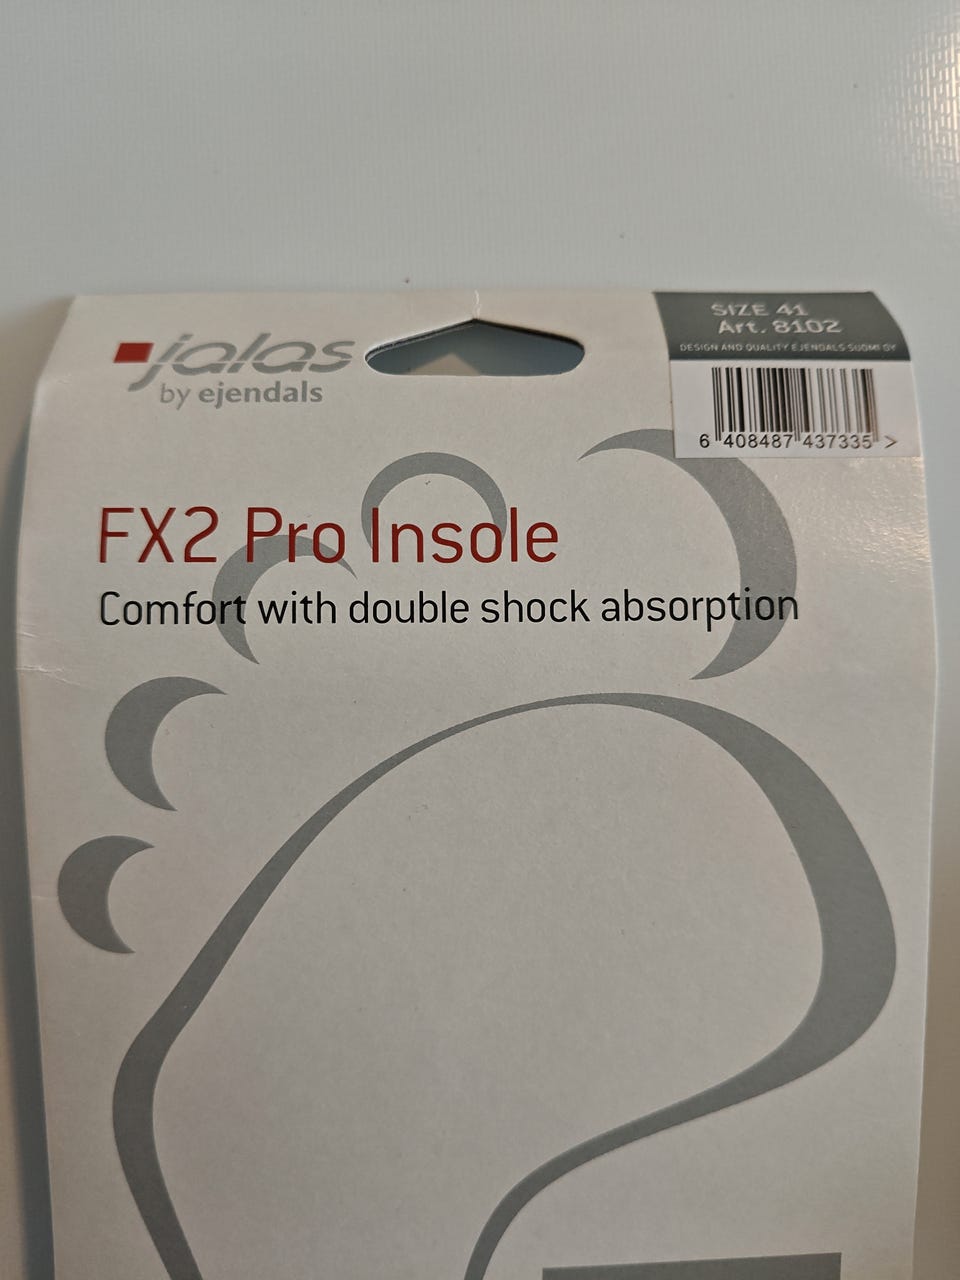 jalas
by ejendals
SIZE 41
Art. 8102
DESIGN AND QUALITY EJENDALS SUOMI OY
6 408487 437335 >
FX2 Pro Insole
Comfort with double shock absorption